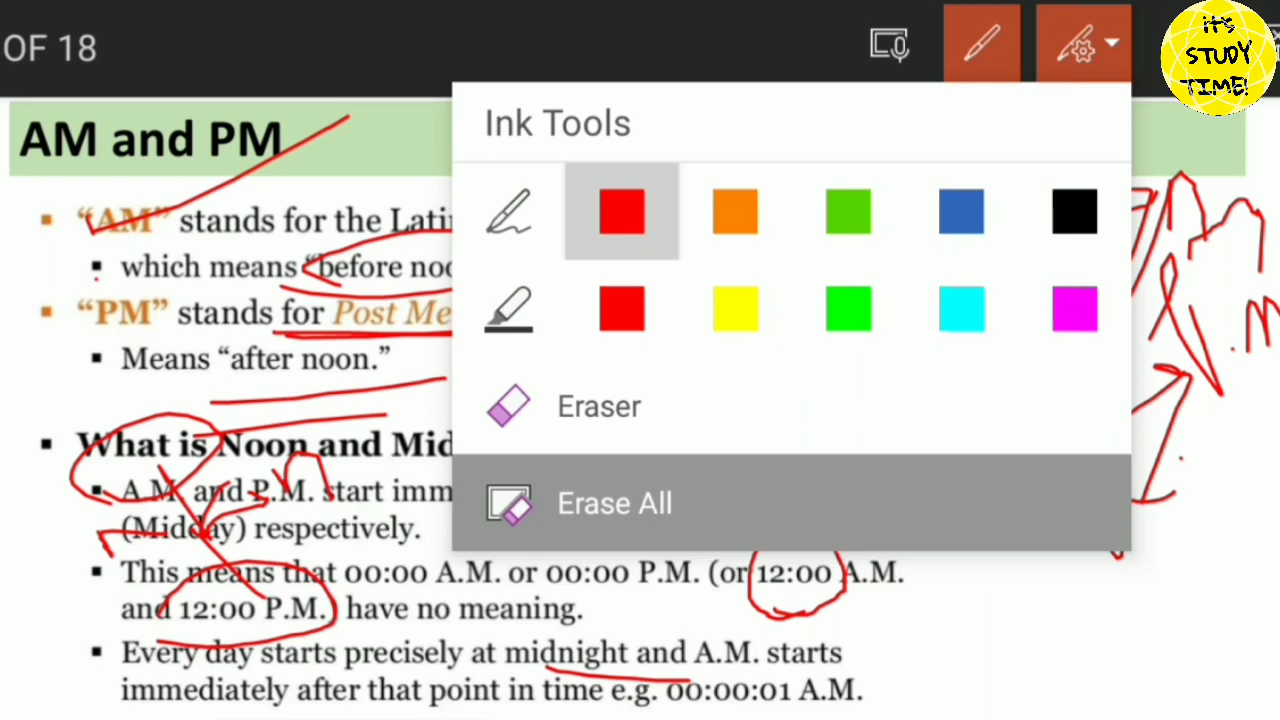 OF 18
it's
STUDY
TIME!
AM and PM
Ink Tools
"AM" stands for the Latin
which means "before noo
"PM" stands for Post Me
Means "after noon."
Eraser
What is Noon and Mid
Erase All
A.M. and P.M. start imm
(Midday) respectively.
This means that 00:00 A.M. or 00:00 P.M. (or 12:00 A.M.
and 12:00 P.M. have no meaning.
Every day starts precisely at midnight and A.M. starts
immediately after that point in time e.g. 00:00:01 A.M.